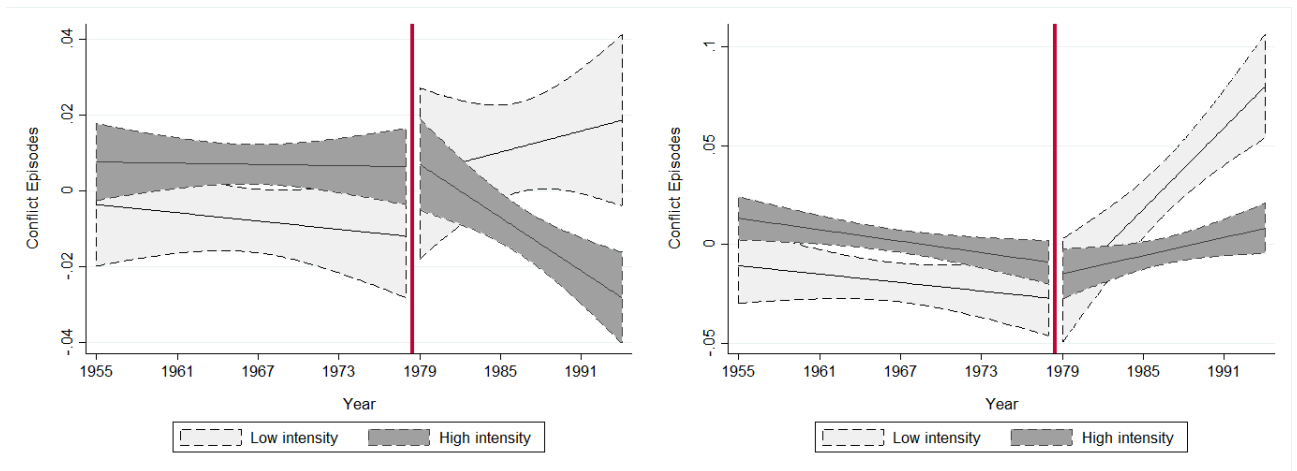 Conflict Episodes
.04
.02
0
-.02
-.04
1955 1961 1967 1973 1979 1985 1991
Year
Low intensity High intensity
Conflict Episodes
.1
.05
0
-.05
1955 1961 1967 1973 1979 1985 1991
Year
Low intensity High intensity